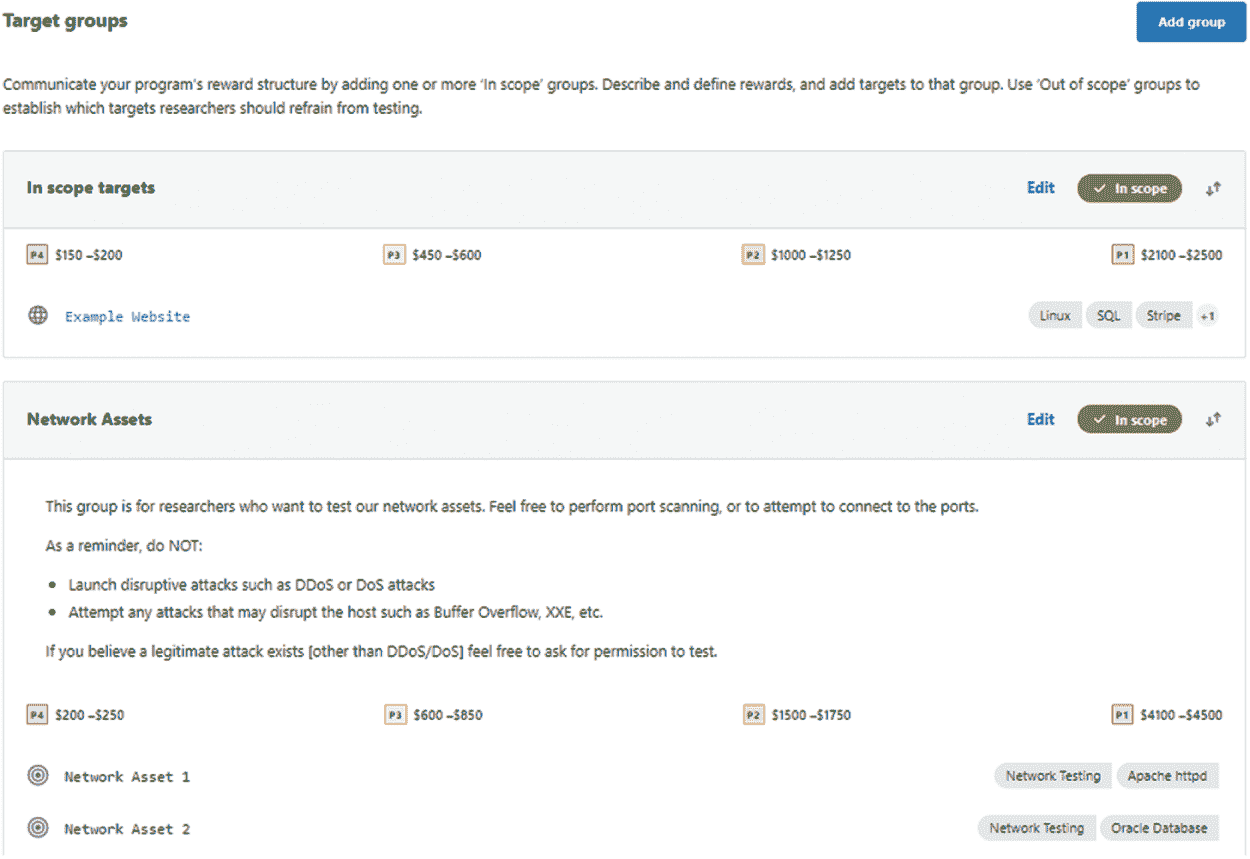 Target groups
Add group
Communicate your program's reward structure by adding one or more 'In scope' groups. Describe and define rewards, and add targets to that group. Use 'Out of scope' groups to
establish which targets researchers should refrain from testing.
In scope targets
Edit
In scope
P4 $150 –$200
P3 $450 –$600
P2 $1000 –$1250
P1 $2100 –$2500
Example Website
Linux
SQL
Stripe
+1
Network Assets
Edit
In scope
This group is for researchers who want to test our network assets. Feel free to perform port scanning, or to attempt to connect to the ports.
As a reminder, do NOT:
• Launch disruptive attacks such as DDoS or DoS attacks
• Attempt any attacks that may disrupt the host such as Buffer Overflow, XXE, etc.
If you believe a legitimate attack exists [other than DDoS/DoS] feel free to ask for permission to test.
P4 $200 –$250
P3 $600 –$850
P2 $1500 –$1750
P1 $4100 –$4500
Network Asset 1
Network Testing
Apache httpd
Network Asset 2
Network Testing
Oracle Database